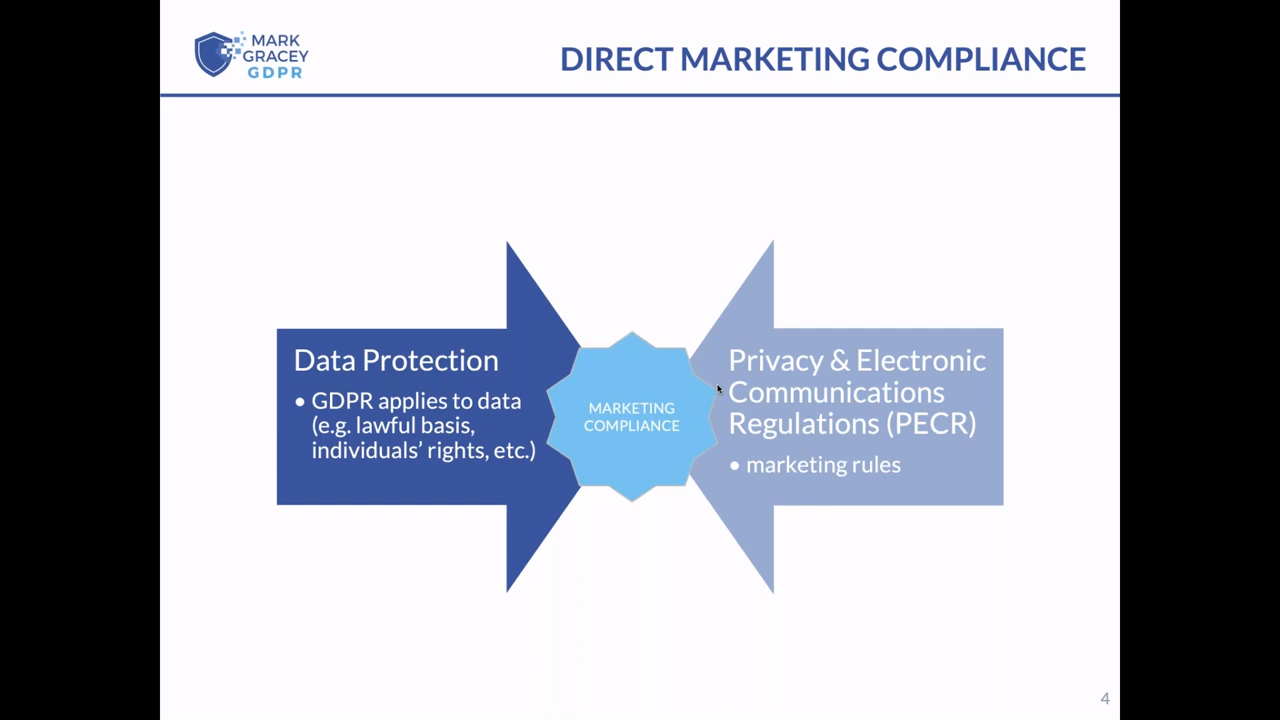 MARK
GRACEY
GDPR
DIRECT MARKETING COMPLIANCE
Data Protection
• GDPR applies to data
(e.g. lawful basis,
individuals’ rights, etc.)
MARKETING
COMPLIANCE
Privacy & Electronic
Communications
Regulations (PECR)
• marketing rules
4